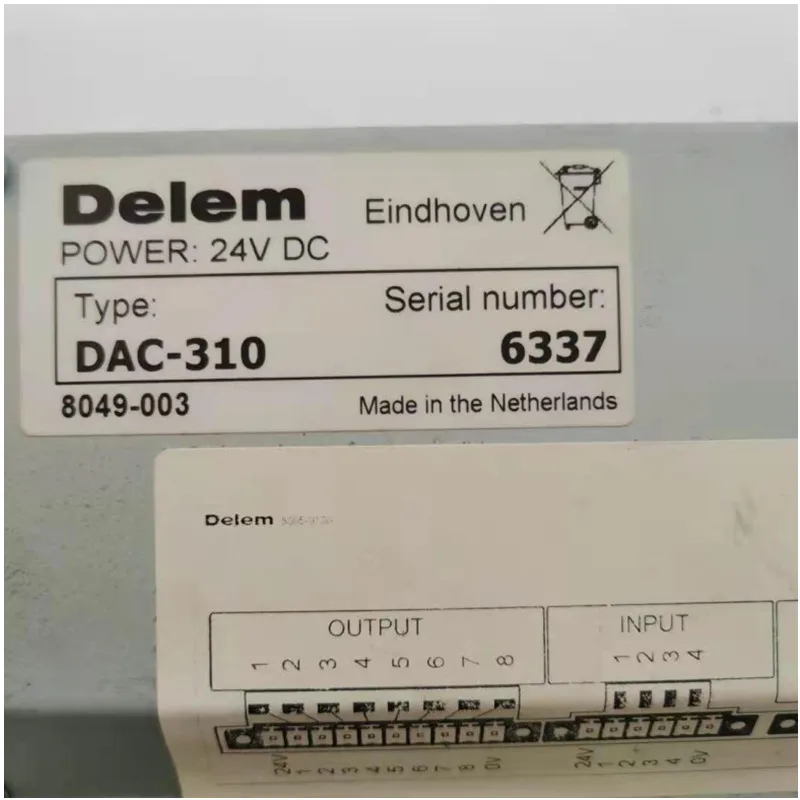 Delem Eindhoven
POWER: 24V DC
Type: Serial number:
DAC-310 6337
8049-003 Made in the Netherlands
Delem
OUTPUT INPUT
1 2 3 4 5 6 7 8 1 2 3 4
24V 1 2 3 4 5 6 7 8 0V 24V 1 2 3 4 0V